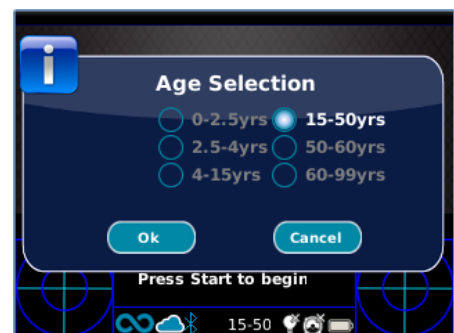 Age Selection
0-2.5yrs 15-50yrs
2.5-4yrs 50-60yrs
4-15yrs 60-99yrs
Ok Cancel
Press Start to begin
15-50